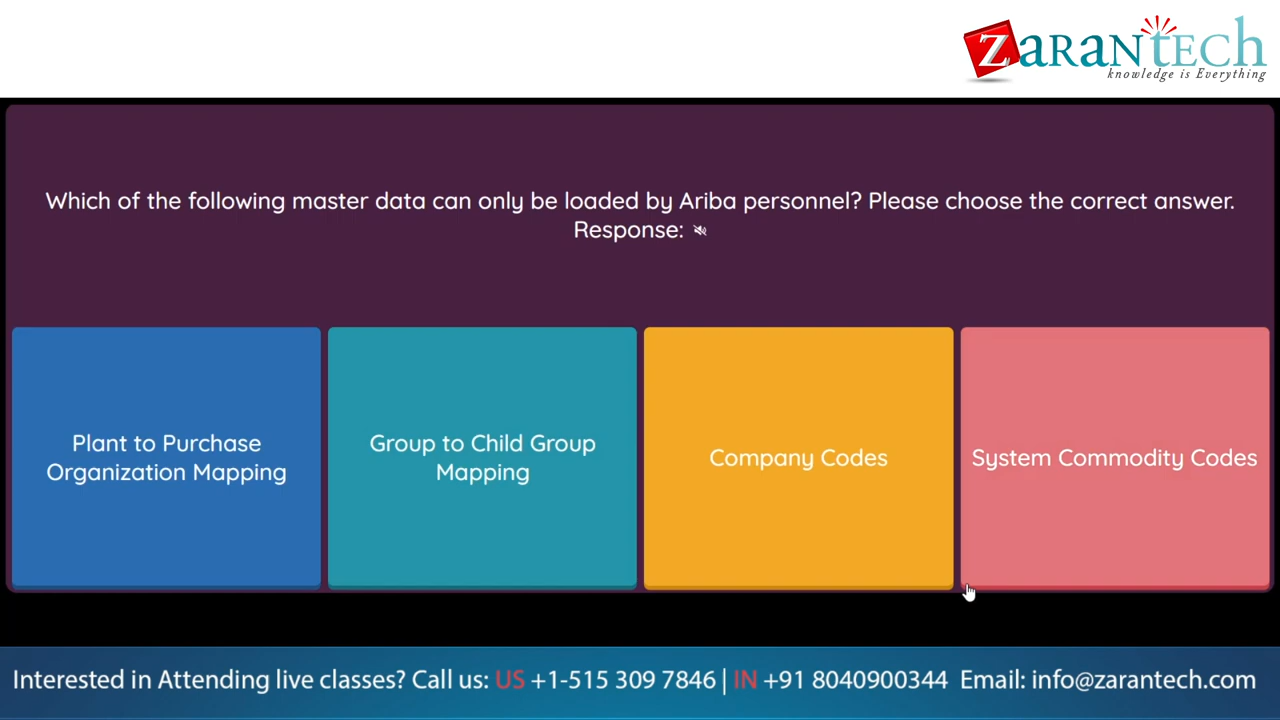 ZARANTECH
knowledge is Everything
Which of the following master data can only be loaded by Ariba personnel? Please choose the correct answer.
Response:
Plant to Purchase
Organization Mapping
Group to Child Group
Mapping
Company Codes
System Commodity Codes
Interested in Attending live classes? Call us: US +1-515 309 7846 | IN +91 8040900344 Email: info@zarantech.com